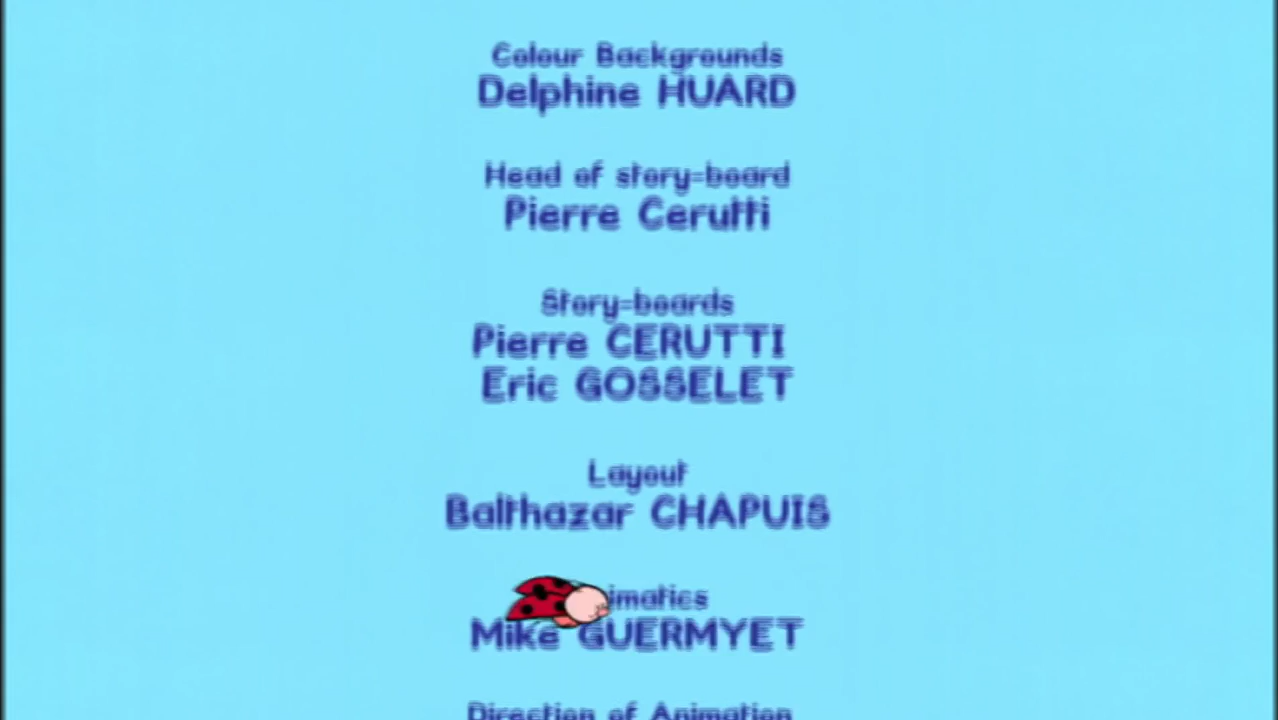 Colour Backgrounds
Delphine HUARD
Head of story-board
Pierre Cerutti
Story-boards
Pierre CERUTTI
Eric GOSSELET
Layout
Balthazar CHAPUIS
imatics
Mike GUERMYET
Direction of Animation